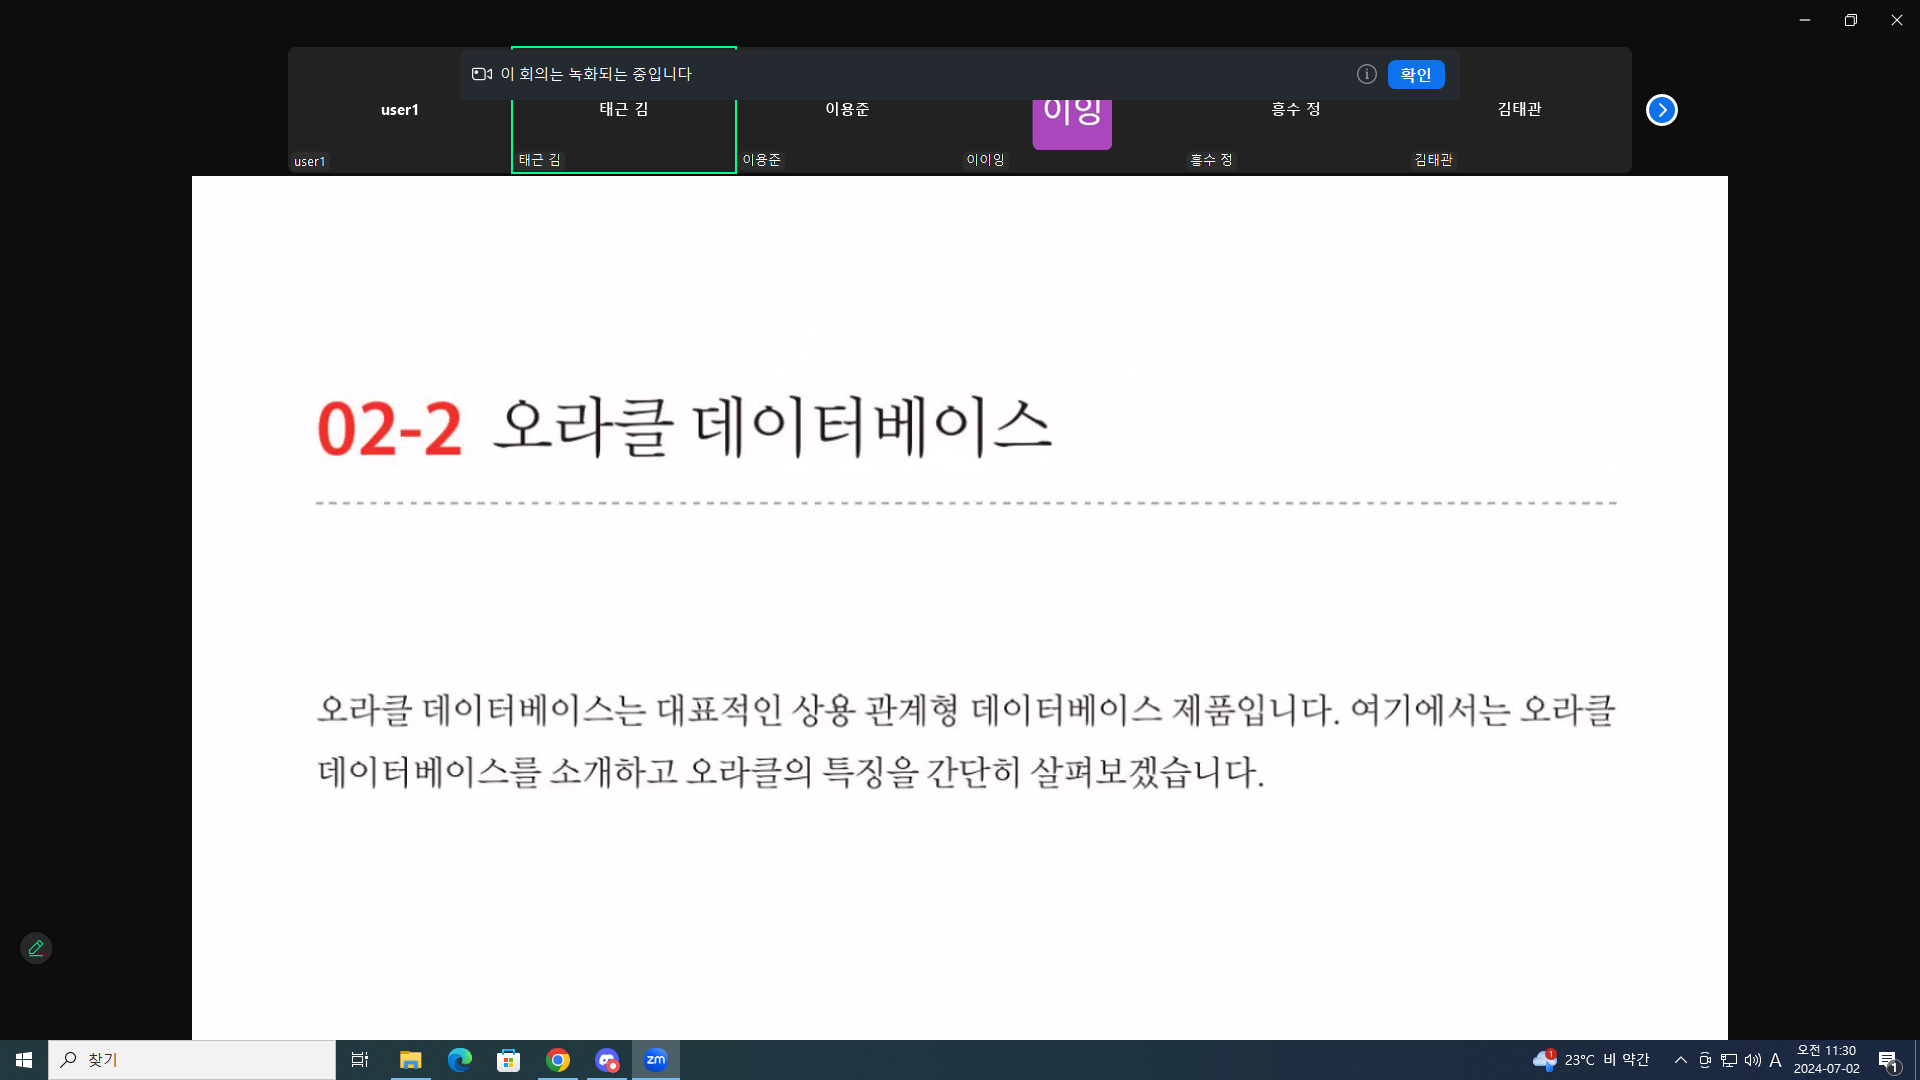 이 회의는 녹화되는 중입니다
확인
user1
태근 김
이용준
이잉
흥수 정
김태관
user1
태근 김
이용준
이이잉
흥수 정
김태관
02-2 오라클 데이터베이스
오라클 데이터베이스는 대표적인 상용 관계형 데이터베이스 제품입니다. 여기에서는 오라클
데이터베이스를 소개하고 오라클의 특징을 간단히 살펴보겠습니다.
찾기
zm
1
23°C 비 약간
A
오전 11:30
2024-07-02
1